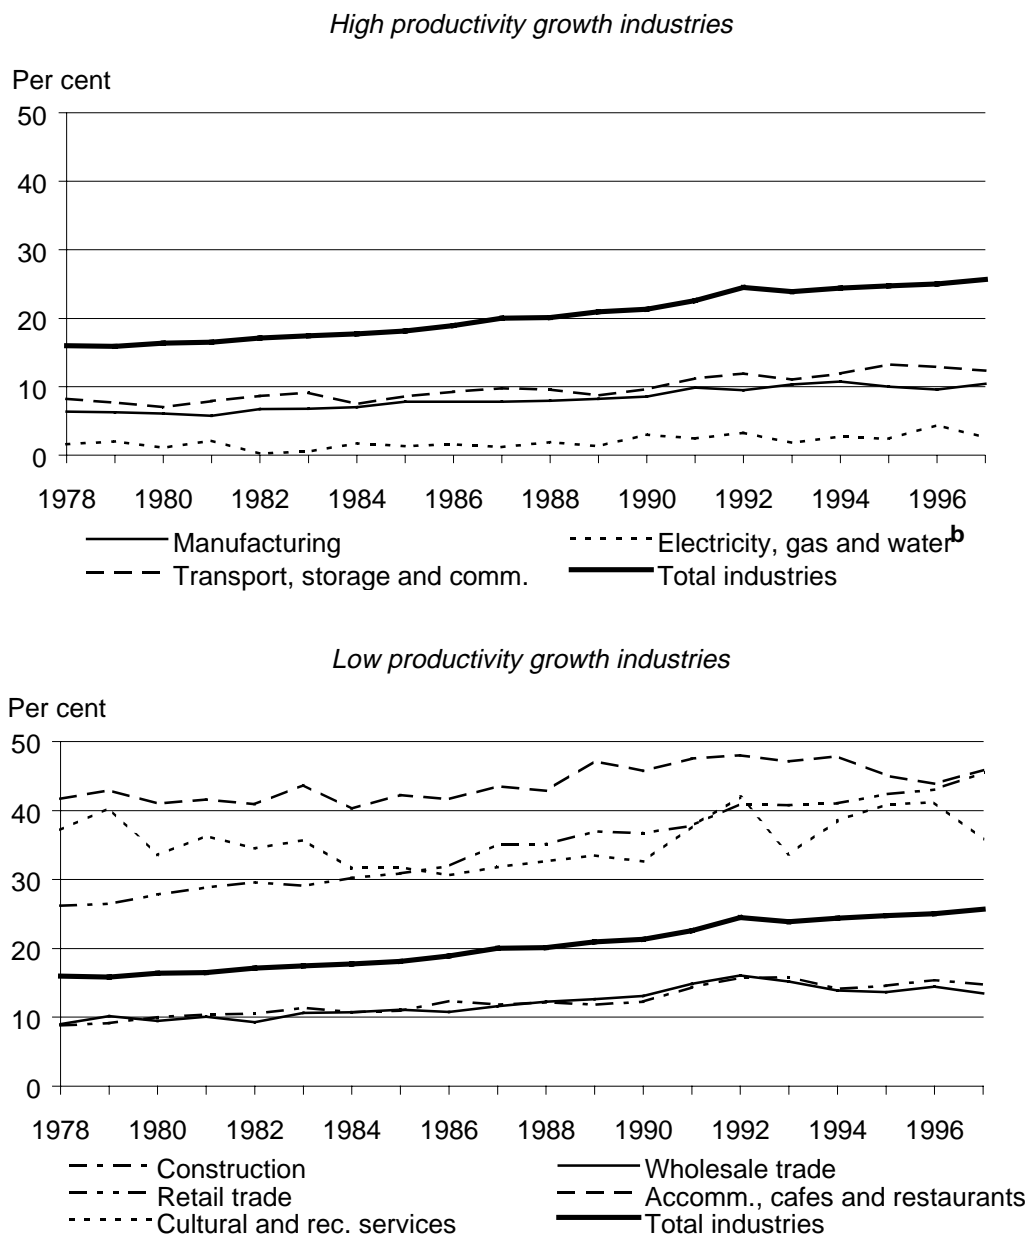 High productivity growth industries
Per cent
50
40
30
20
10
0
1978 1980 1982 1984 1986 1988 1990 1992 1994 1996
Manufacturing Electricity, gas and water b
Transport, storage and comm. Total industries
Low productivity growth industries
Per cent
50
40
30
20
10
0
1978 1980 1982 1984 1986 1988 1990 1992 1994 1996
Construction Wholesale trade
Retail trade Accomm., cafes and restaurants
Cultural and rec. services Total industries